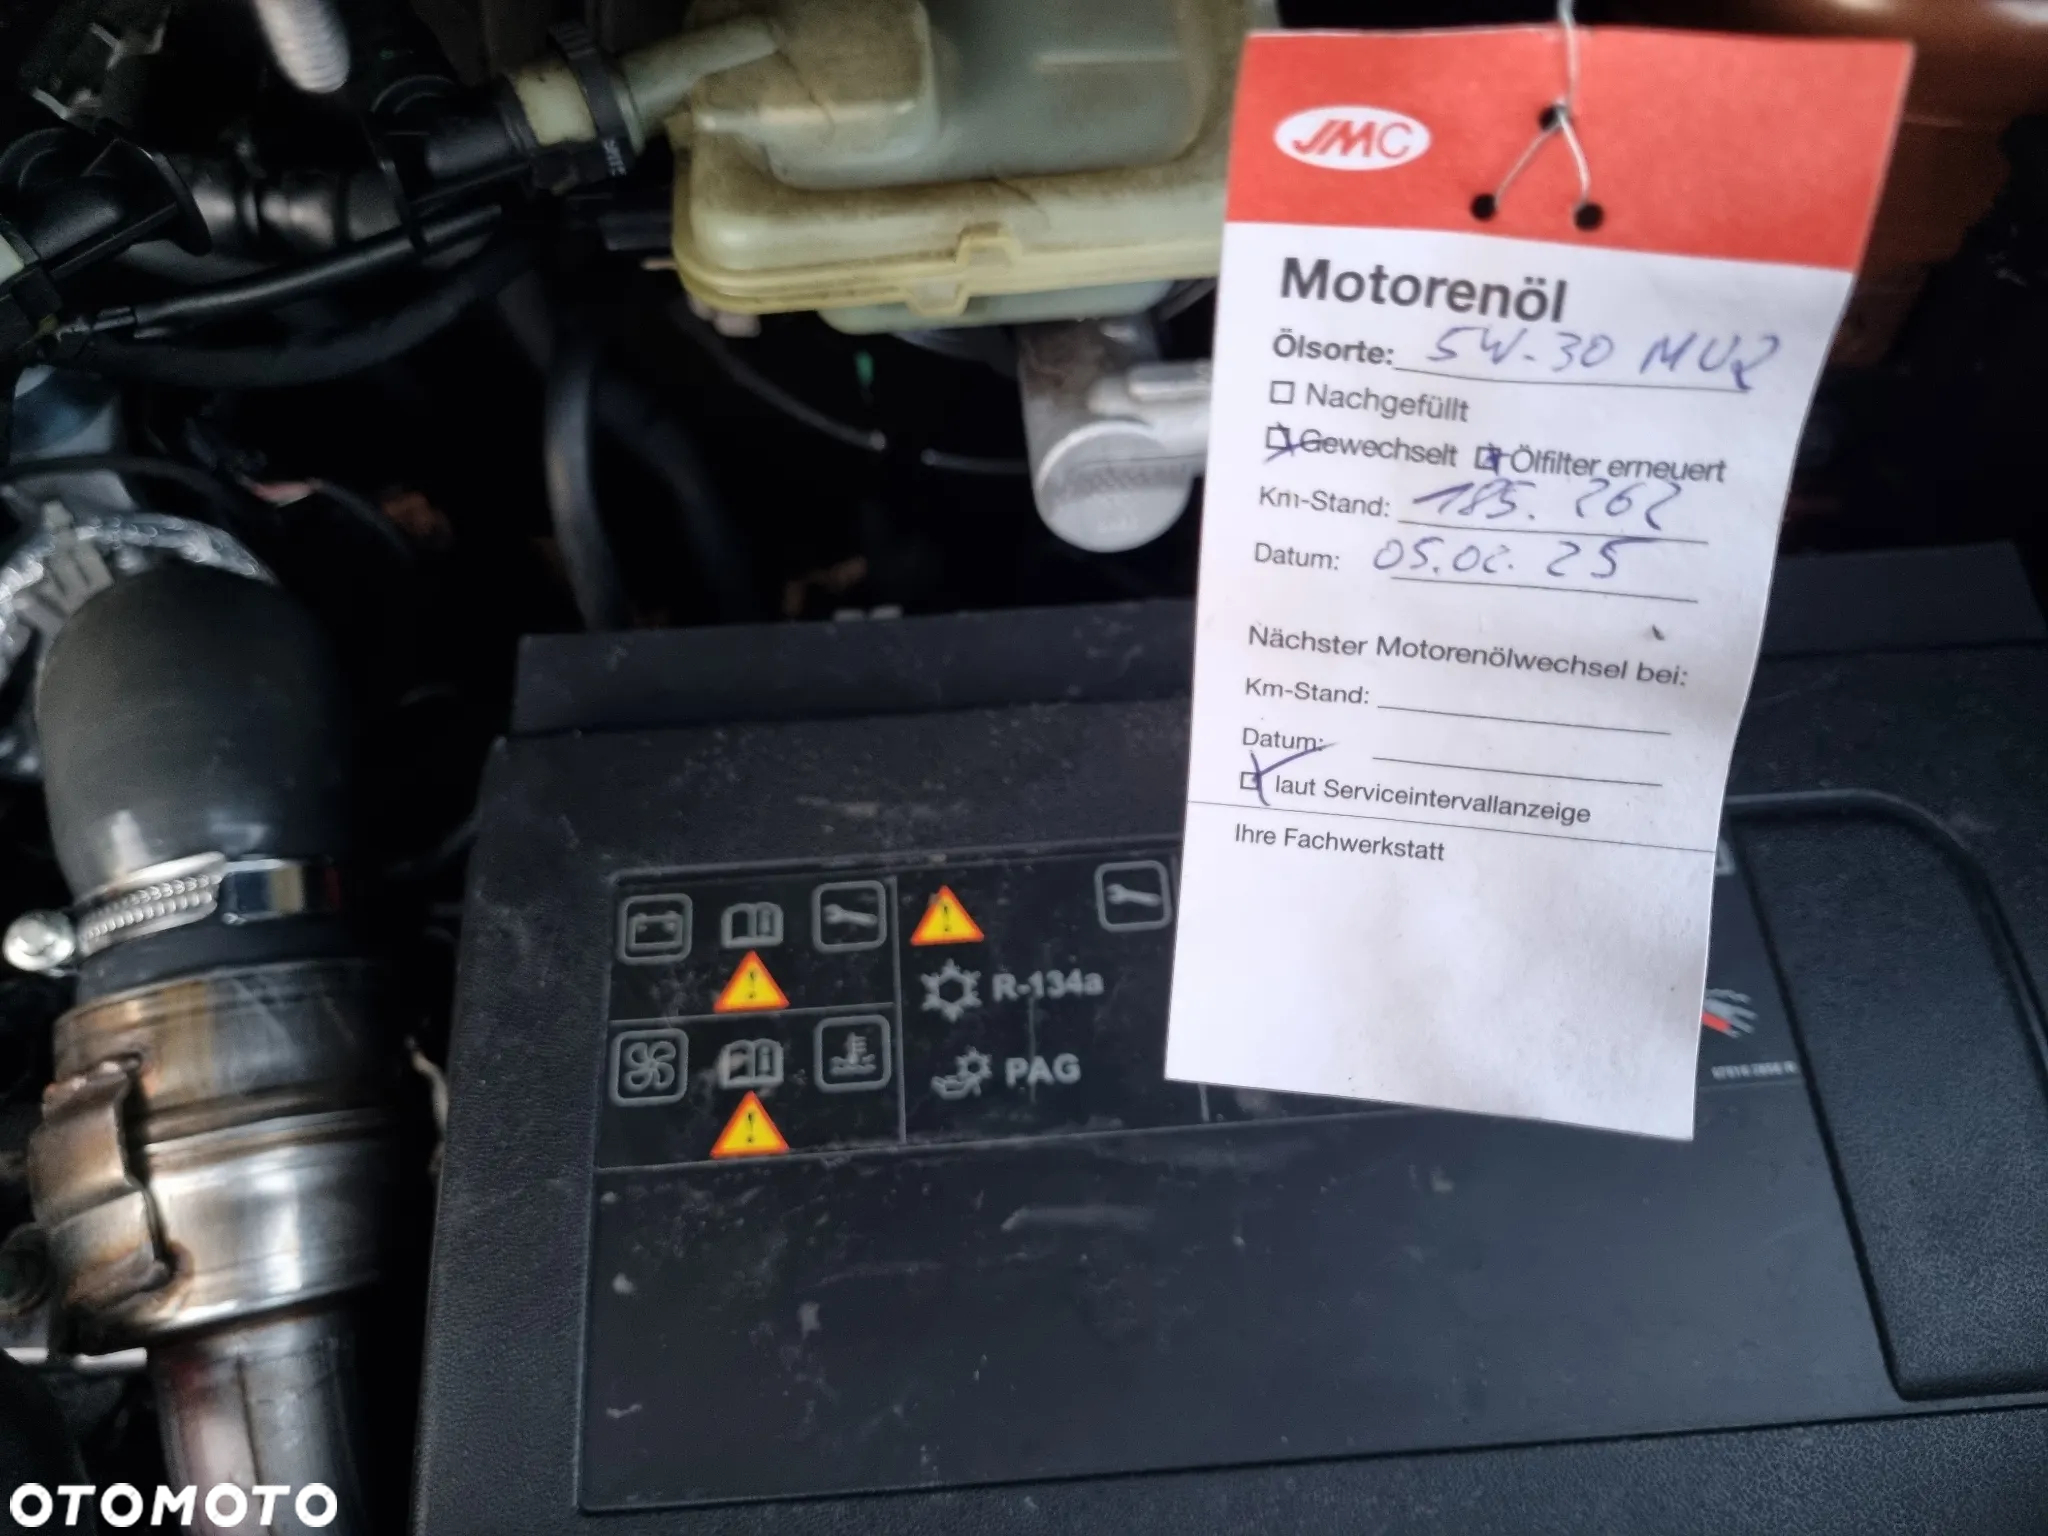 JMC
Motorenöl
Ölsorte: 5W-30 MU2
Nachgefüllt
Gewechselt Ölfilter erneuert
Km-Stand: 185.262
Datum: 05.02.25
Nächster Motorenölwechsel bei:
Km-Stand:
Datum:
laut Serviceintervallanzeige
Ihre Fachwerkstatt
R-134a
PAG
OTOMOTO